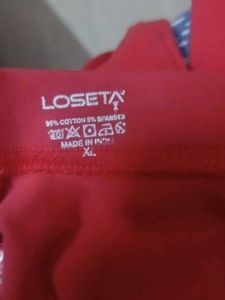 LOSETA
95% COTTON 5% SPANDEX
MADE IN INDIA
XL